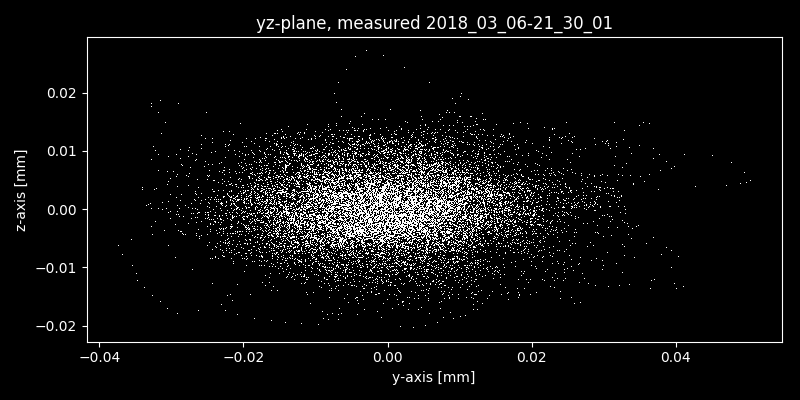 yz-plane, measured 2018_03_06-21_30_01
z-axis [mm]
0.02
0.01
0.00
−0.01
−0.02
−0.04 −0.02 0.00 0.02 0.04
y-axis [mm]